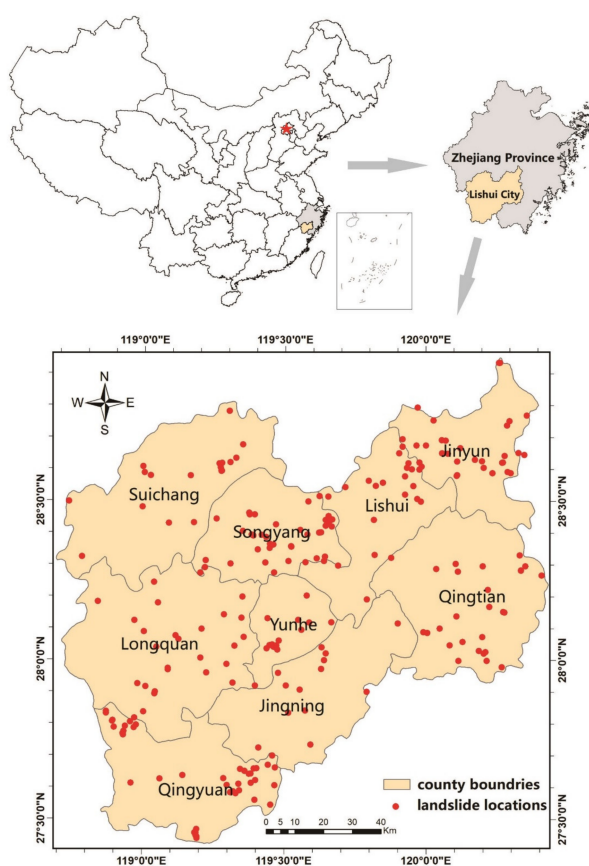 Zhejiang Province
Lishui City
119°0'0"E
119°30'0"E
120°0'0"E
N
W
E
S
28°30'0"N
28°0'0"N
27°30'0"N
28°30'0"N
28°0'0"N
27°30'0"N
Jinyun
Suichang
Lishui
Songyang
Qingtian
Yunhe
Longquan
Jingning
Qingyuan
county boundries
landslide locations
0 5 10 20 30 40
Km
119°0'0"E
119°30'0"E
120°0'0"E